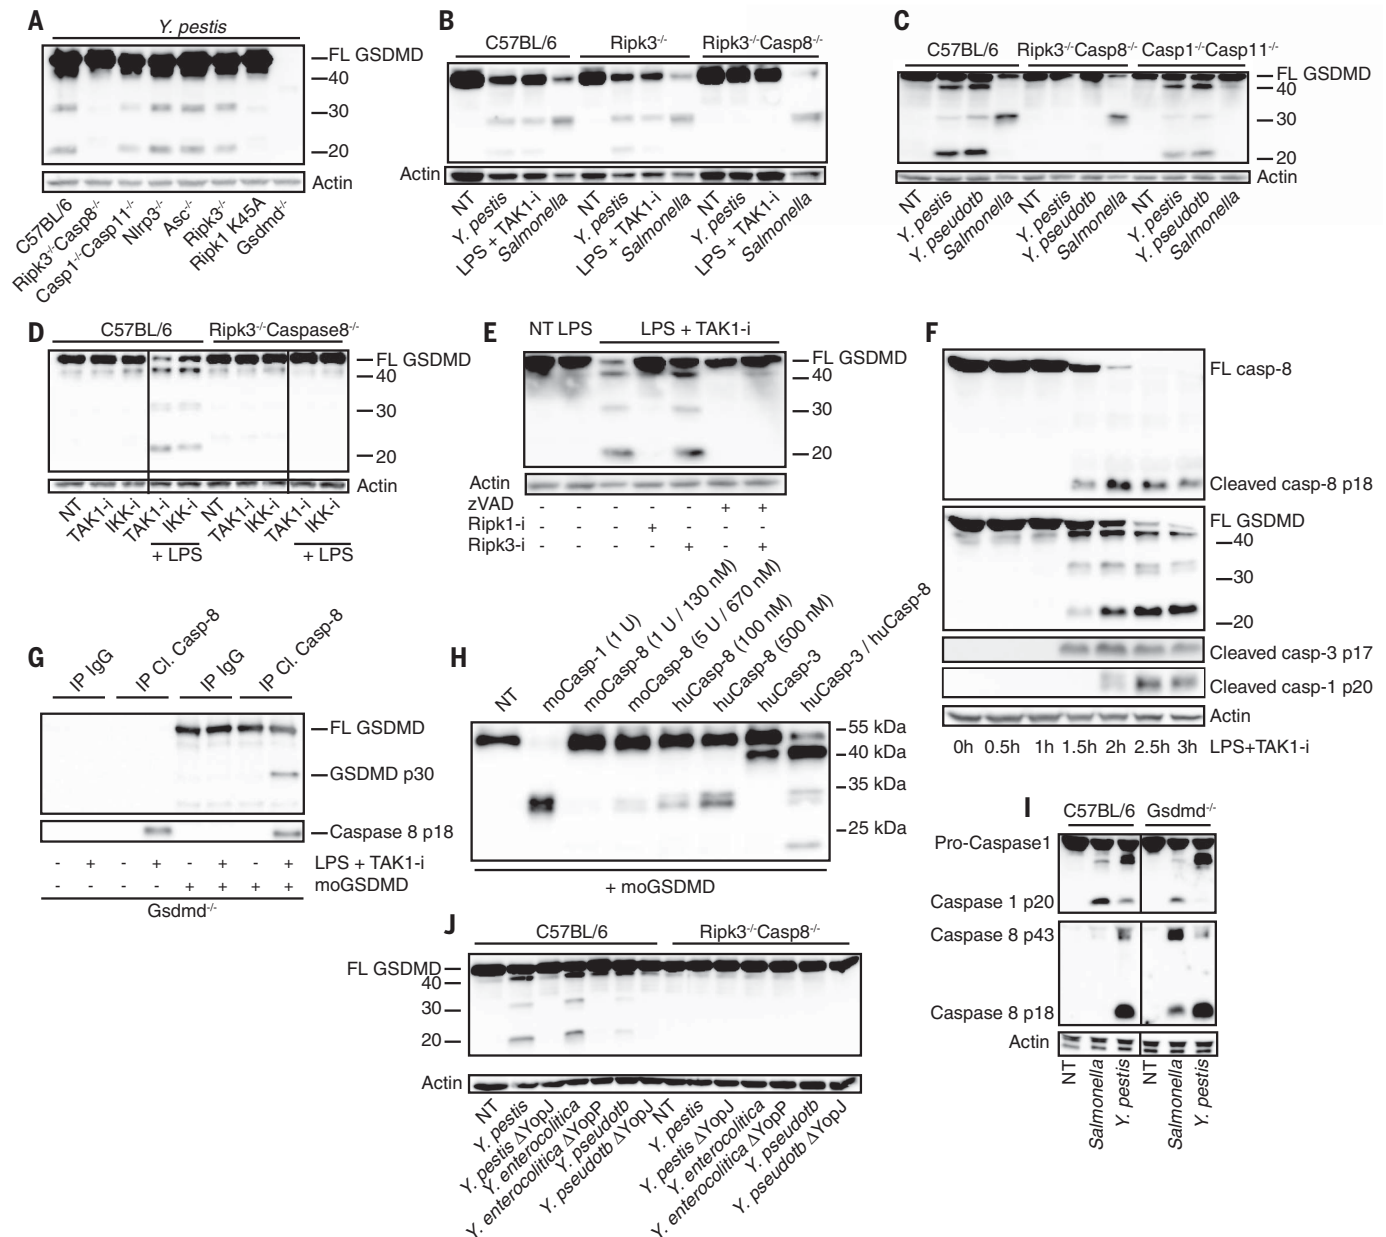 A
Y. pestis
FL GSDMD
40
30
20
Actin
C57BL/6
Ripk3-/-Casp8-/-
Casp1-/-Casp11-/-
Nlrp3-/-
Asc-/-
Ripk3-/-
Ripk1 K45A
Gsdmd-/-
B
C57BL/6 Ripk3-/- Ripk3-/-Casp8-/-
Actin
NT
Y. pestis
LPS + TAK1-i
Salmonella
NT
Y. pestis
LPS + TAK1-i
Salmonella
NT
Y. pestis
LPS + TAK1-i
Salmonella
C
C57BL/6 Ripk3-/-Casp8-/- Casp1-/-Casp11-/-
FL GSDMD
40
30
20
Actin
NT
Y. pestis
Y. pseudotb
Salmonella
NT
Y. pestis
Y. pseudotb
Salmonella
NT
Y. pestis
Y. pseudotb
Salmonella
D
C57BL/6 Ripk3-/-Caspase8-/-
FL GSDMD
40
30
20
Actin
NT
TAK1-i
IKK-i
TAK1-i
IKK-i
NT
TAK1-i
IKK-i
TAK1-i
IKK-i
+ LPS + LPS
E
NT LPS LPS + TAK1-i
FL GSDMD
40
30
20
Actin
zVAD - - - - - + +
Ripk1-i - - - + - - -
Ripk3-i - - - - + - +
F
FL casp-8
Cleaved casp-8 p18
FL GSDMD
40
30
20
Cleaved casp-3 p17
Cleaved casp-1 p20
Actin
0h 0.5h 1h 1.5h 2h 2.5h 3h LPS+TAK1-i
G
IP IgG
IP Cl. Casp-8
IP IgG
IP Cl. Casp-8
FL GSDMD
GSDMD p30
Caspase 8 p18
- + - + - + - + LPS + TAK1-i
- - - - + + + + moGSDMD
Gsdmd-/-
H
NT
moCasp-1 (1 U)
moCasp-8 (1 U / 130 nM)
moCasp-8 (5 U / 670 nM)
huCasp-8 (100 nM)
huCasp-8 (500 nM)
huCasp-3
huCasp-3 / huCasp-8
55 kDa
40 kDa
35 kDa
25 kDa
+ moGSDMD
I
C57BL/6 Gsdmd-/-
Pro-Caspase1
Caspase 1 p20
Caspase 8 p43
Caspase 8 p18
Actin
NT
Salmonella
Y. pestis
NT
Salmonella
Y. pestis
J
C57BL/6 Ripk3-/-Casp8-/-
FL GSDMD
40
30
20
Actin
NT
Y. pestis
Y. pestis ΔYopJ
Y. enterocolitica
Y. enterocolitica ΔYopP
Y. pseudotb
Y. pseudotb ΔYopJ
NT
Y. pestis
Y. pestis ΔYopJ
Y. enterocolitica
Y. enterocolitica ΔYopP
Y. pseudotb
Y. pseudotb ΔYopJ